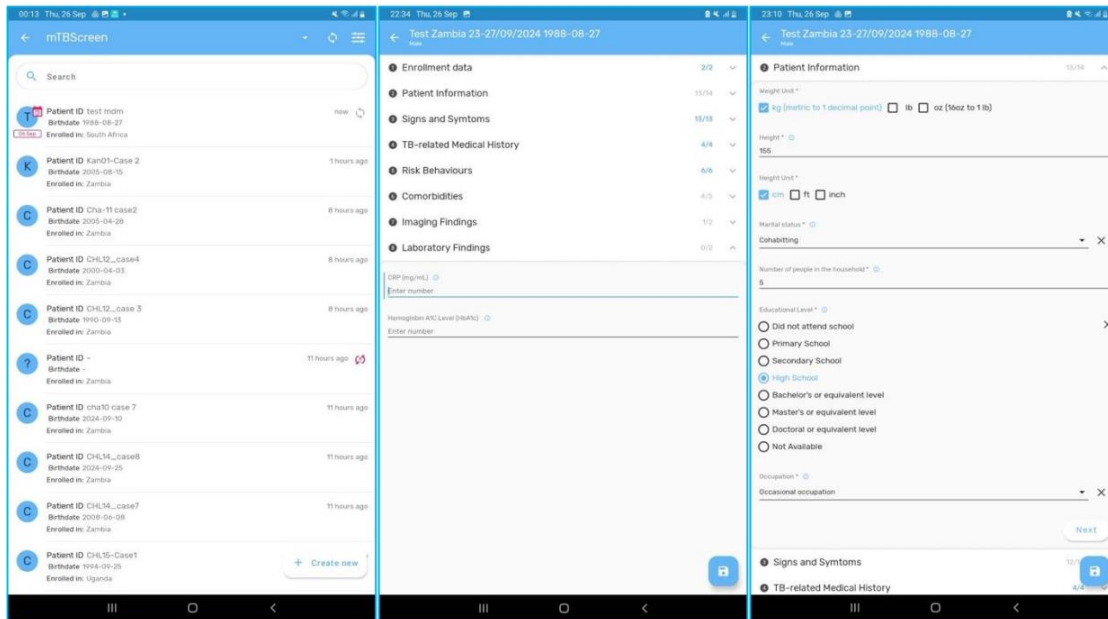 00:13 Thu, 26 Sep
mTBScreen
Search
T
Patient ID test mdm
now
Birthdate 1988-08-27
Enrolled in: South Africa
K
Patient ID Kan01-Case 2
1 hours ago
Birthdate 2005-08-15
Enrolled in: Zambia
C
Patient ID Cha-11 case2
8 hours ago
Birthdate 2005-04-28
Enrolled in: Zambia
C
Patient ID CHL12_case4
8 hours ago
Birthdate 2000-04-03
Enrolled in: Zambia
C
Patient ID CHL12_case 3
8 hours ago
Birthdate 1990-09-13
Enrolled in: Zambia
?
Patient ID -
11 hours ago
Birthdate -
Enrolled in: Zambia
C
Patient ID cha10 case 7
11 hours ago
Birthdate 2024-09-10
Enrolled in: Zambia
C
Patient ID CHL14_case8
11 hours ago
Birthdate 2024-09-25
Enrolled in: Zambia
C
Patient ID CHL14_case7
11 hours ago
Birthdate 2008-06-08
Enrolled in: Zambia
C
Patient ID CHL15-Case1
Birthdate 1994-09-25
Enrolled in: Uganda
+ Create new
22:34 Thu, 26 Sep
Test Zambia 23-27/09/2024 1988-08-27
Male
1 Enrollment data 2/2
2 Patient Information 13/14
3 Signs and Symtoms 13/13
4 TB-related Medical History 4/4
5 Risk Behaviours 6/6
6 Comorbidities 4/5
7 Imaging Findings 1/2
8 Laboratory Findings 0/2
CRP (mg/mL)
Enter number
Hemoglobin A1C Level (HbA1c)
Enter number
23:10 Thu, 26 Sep
Test Zambia 23-27/09/2024 1988-08-27
Male
2 Patient Information 13/14
Weight Unit *
kg (metric to 1 decimal point) lb oz (16oz to 1 lb)
Height *
155
Height Unit *
cm ft inch
Marital status *
Cohabitting
Number of people in the household *
5
Educational Level *
Did not attend school
Primary School
Secondary School
High School
Bachelor's or equivalent level
Master's or equivalent level
Doctoral or equivalent level
Not Available
Occupation *
Occasional occupation
Next
3 Signs and Symtoms
4 TB-related Medical History 4/4